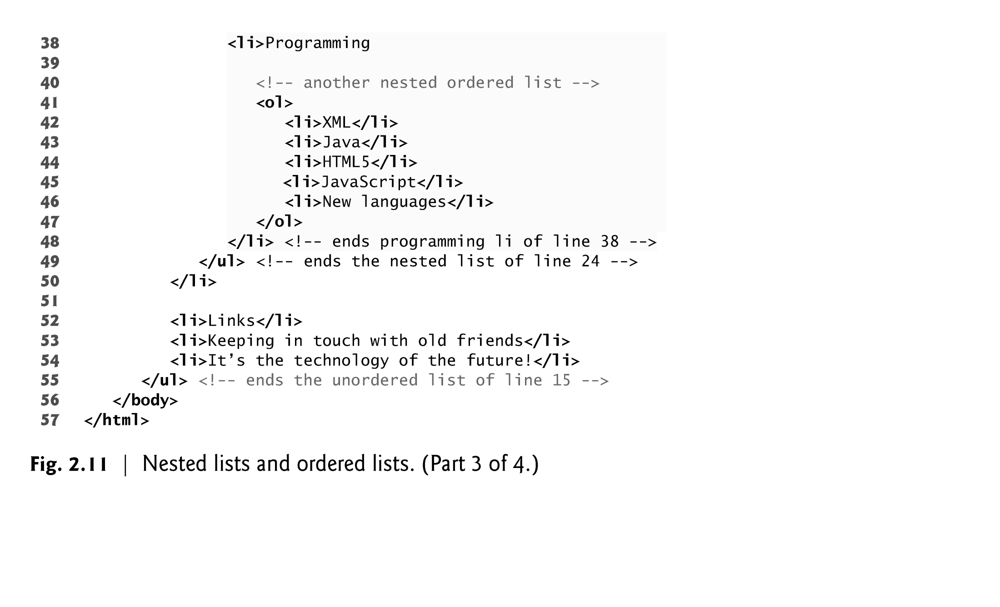 38 <li>Programming
39
40 <!-- another nested ordered list -->
41 <ol>
42 <li>XML</li>
43 <li>Java</li>
44 <li>HTML5</li>
45 <li>JavaScript</li>
46 <li>New languages</li>
47 </ol>
48 </li> <!-- ends programming li of line 38 -->
49 </ul> <!-- ends the nested list of line 24 -->
50 </li>
51
52 <li>Links</li>
53 <li>Keeping in touch with old friends</li>
54 <li>It’s the technology of the future!</li>
55 </ul> <!-- ends the unordered list of line 15 -->
56 </body>
57 </html>
Fig. 2.11 | Nested lists and ordered lists. (Part 3 of 4.)